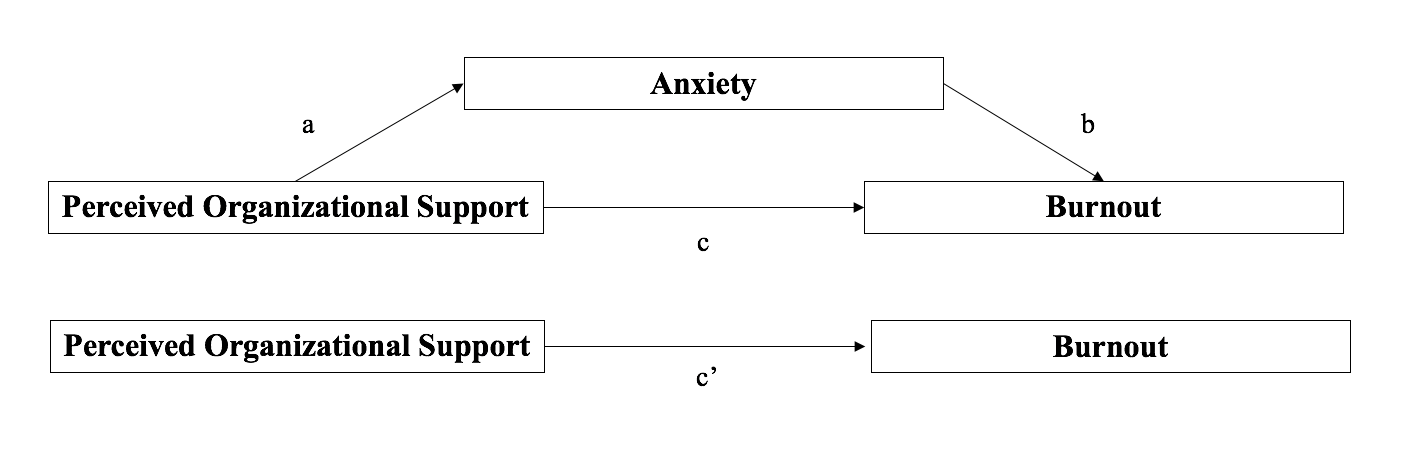 Anxiety
a
b
Perceived Organizational Support
Burnout
c
Perceived Organizational Support
Burnout
c’